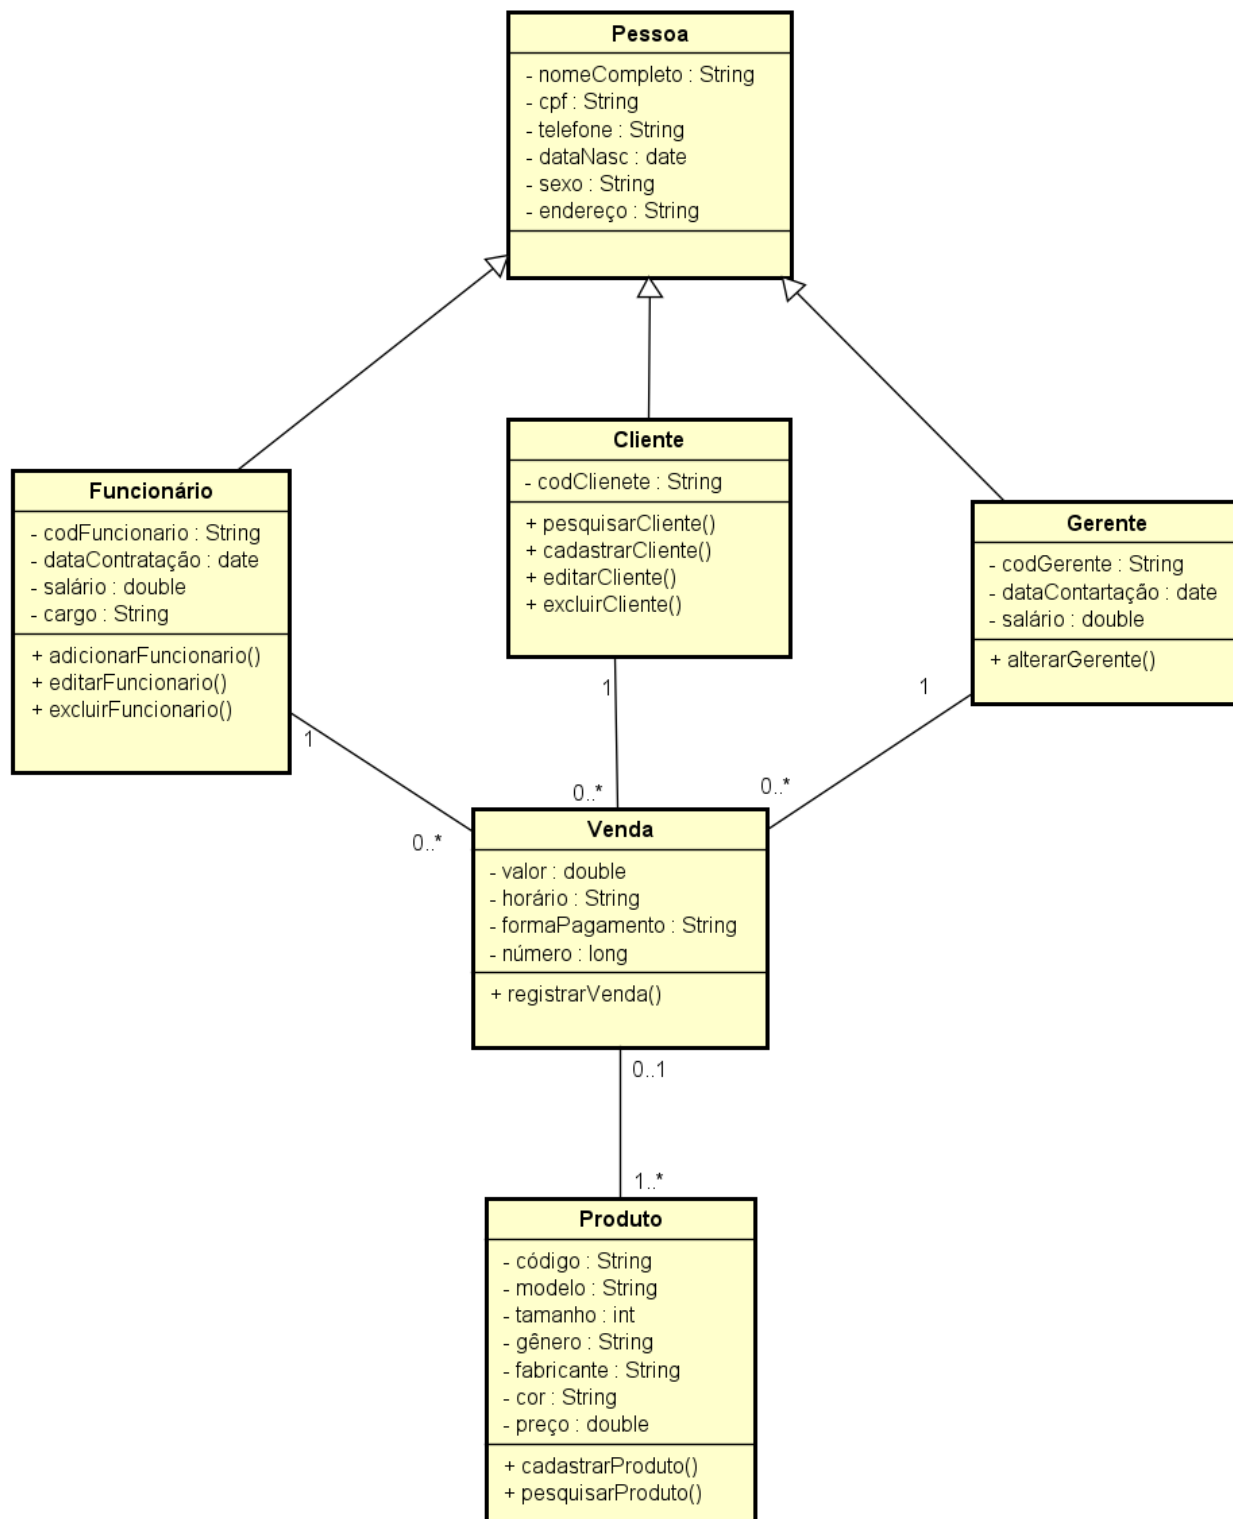 Pessoa
- nomeCompleto : String
- cpf : String
- telefone : String
- dataNasc : date
- sexo : String
- endereço : String
Cliente
- codClienete : String
+ pesquisarCliente()
+ cadastrarCliente()
+ editarCliente()
+ excluirCliente()
Funcionário
- codFuncionario : String
- dataContratação : date
- salário : double
- cargo : String
+ adicionarFuncionario()
+ editarFuncionario()
+ excluirFuncionario()
Gerente
- codGerente : String
- dataContartação : date
- salário : double
+ alterarGerente()
1
1
1
0..*
0..*
0..*
Venda
- valor : double
- horário : String
- formaPagamento : String
- número : long
+ registrarVenda()
0..1
1..*
Produto
- código : String
- modelo : String
- tamanho : int
- gênero : String
- fabricante : String
- cor : String
- preço : double
+ cadastrarProduto()
+ pesquisarProduto()